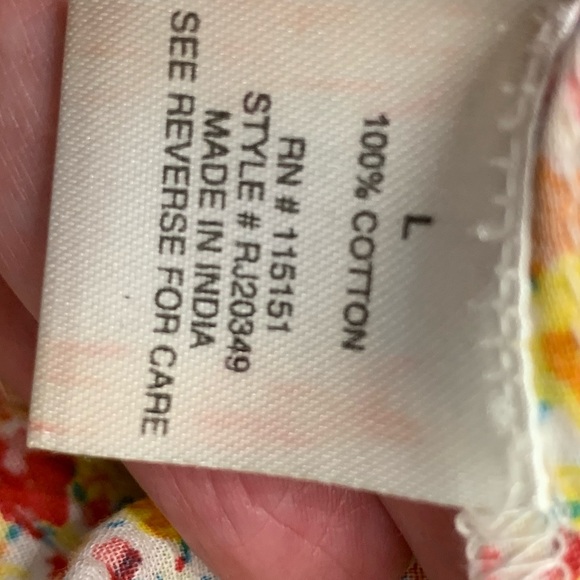 L
100% COTTON
RN # 115151
STYLE # RJ20349
MADE IN INDIA
SEE REVERSE FOR CARE